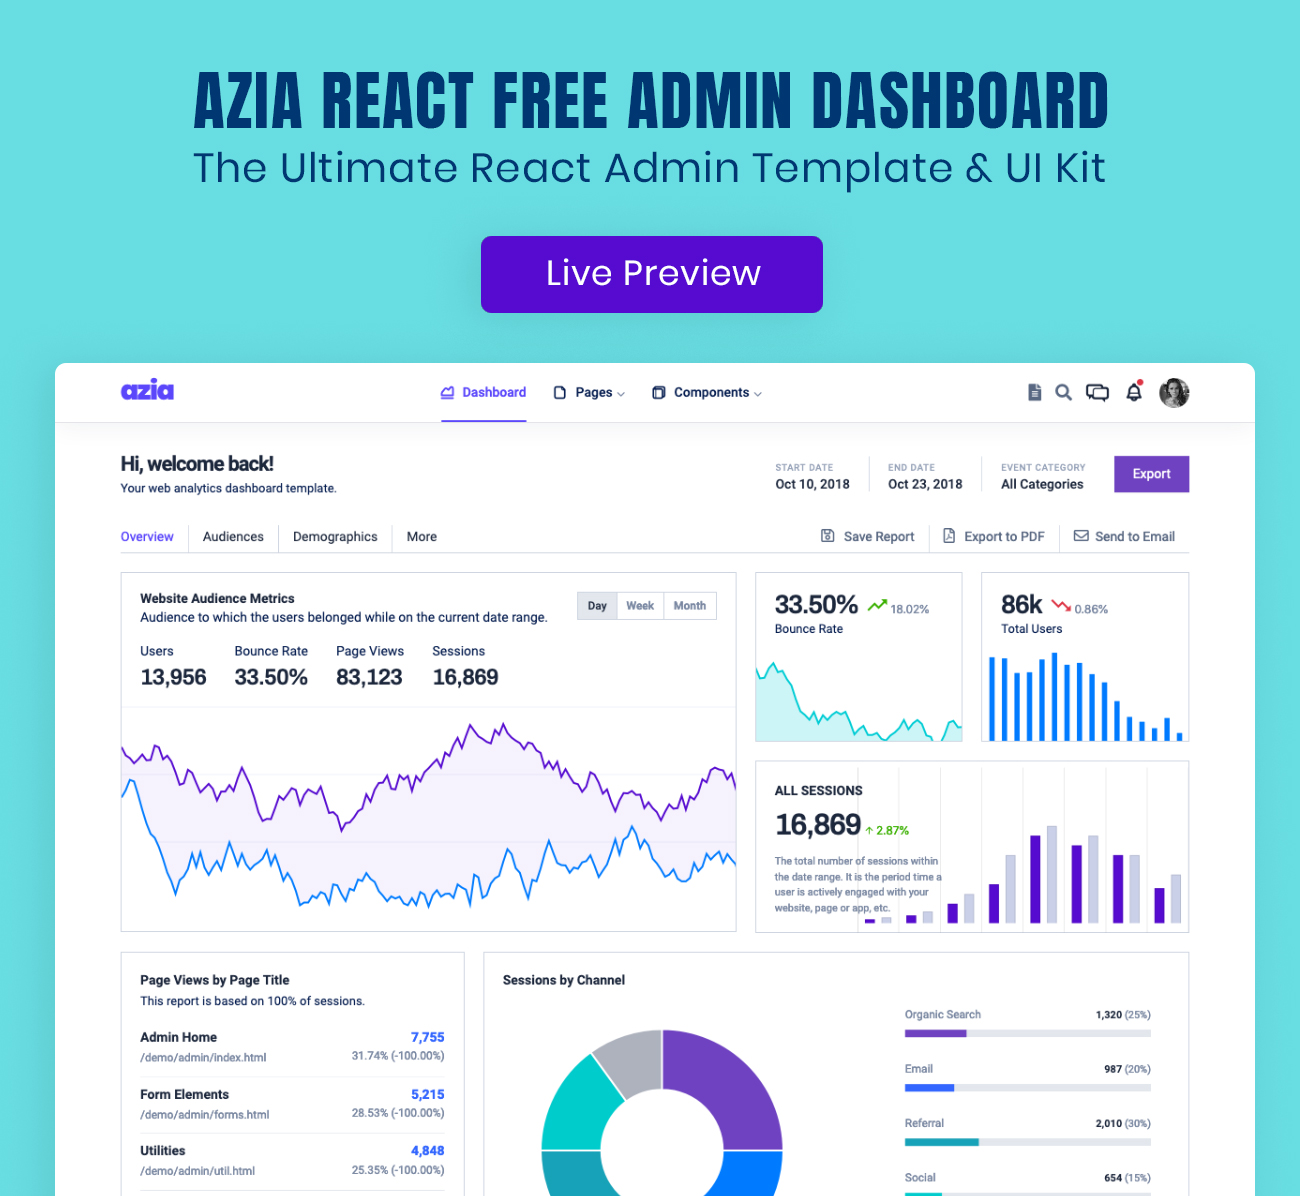 AZIA REACT FREE ADMIN DASHBOARD
The Ultimate React Admin Template & UI Kit
Live Preview
azia
Dashboard
Pages
Components
Hi, welcome back!
Your web analytics dashboard template.
START DATE
Oct 10, 2018
END DATE
Oct 23, 2018
EVENT CATEGORY
All Categories
Export
Overview
Audiences
Demographics
More
Save Report
Export to PDF
Send to Email
Website Audience Metrics
Audience to which the users belonged while on the current date range.
Day
Week
Month
Users
13,956
Bounce Rate
33.50%
Page Views
83,123
Sessions
16,869
33.50%
18.02%
Bounce Rate
86k
0.86%
Total Users
ALL SESSIONS
16,869
2.87%
The total number of sessions within
the date range. It is the period time a
user is actively engaged with your
website, page or app, etc.
Page Views by Page Title
This report is based on 100% of sessions.
Admin Home
7,755
/demo/admin/index.html
31.74% (-100.00%)
Form Elements
5,215
/demo/admin/forms.html
28.53% (-100.00%)
Utilities
4,848
/demo/admin/util.html
25.35% (-100.00%)
Sessions by Channel
Organic Search
1,320 (25%)
Email
987 (20%)
Referral
2,010 (30%)
Social
654 (15%)